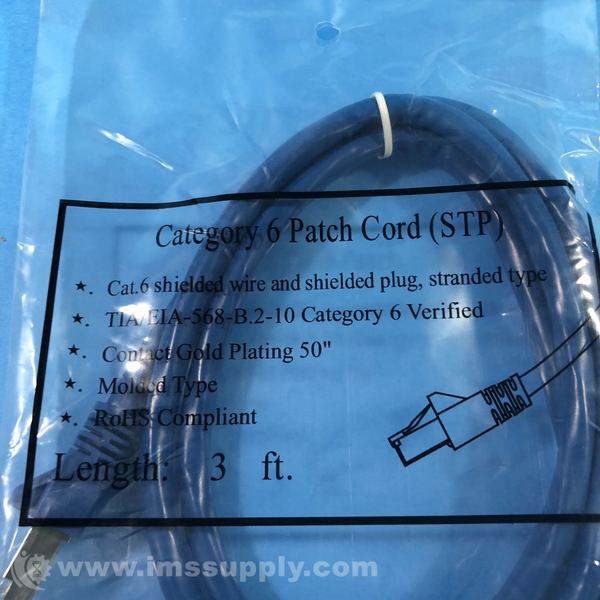 Category 6 Patch Cord (STP)
★. Cat.6 shielded wire and shielded plug, stranded type
★. TIA/EIA-568-B.2-10 Category 6 Verified
★. Contact Gold Plating 50"
★. Molded Type
★. RoHS Compliant
Length: 3 ft.
www.imssupply.com